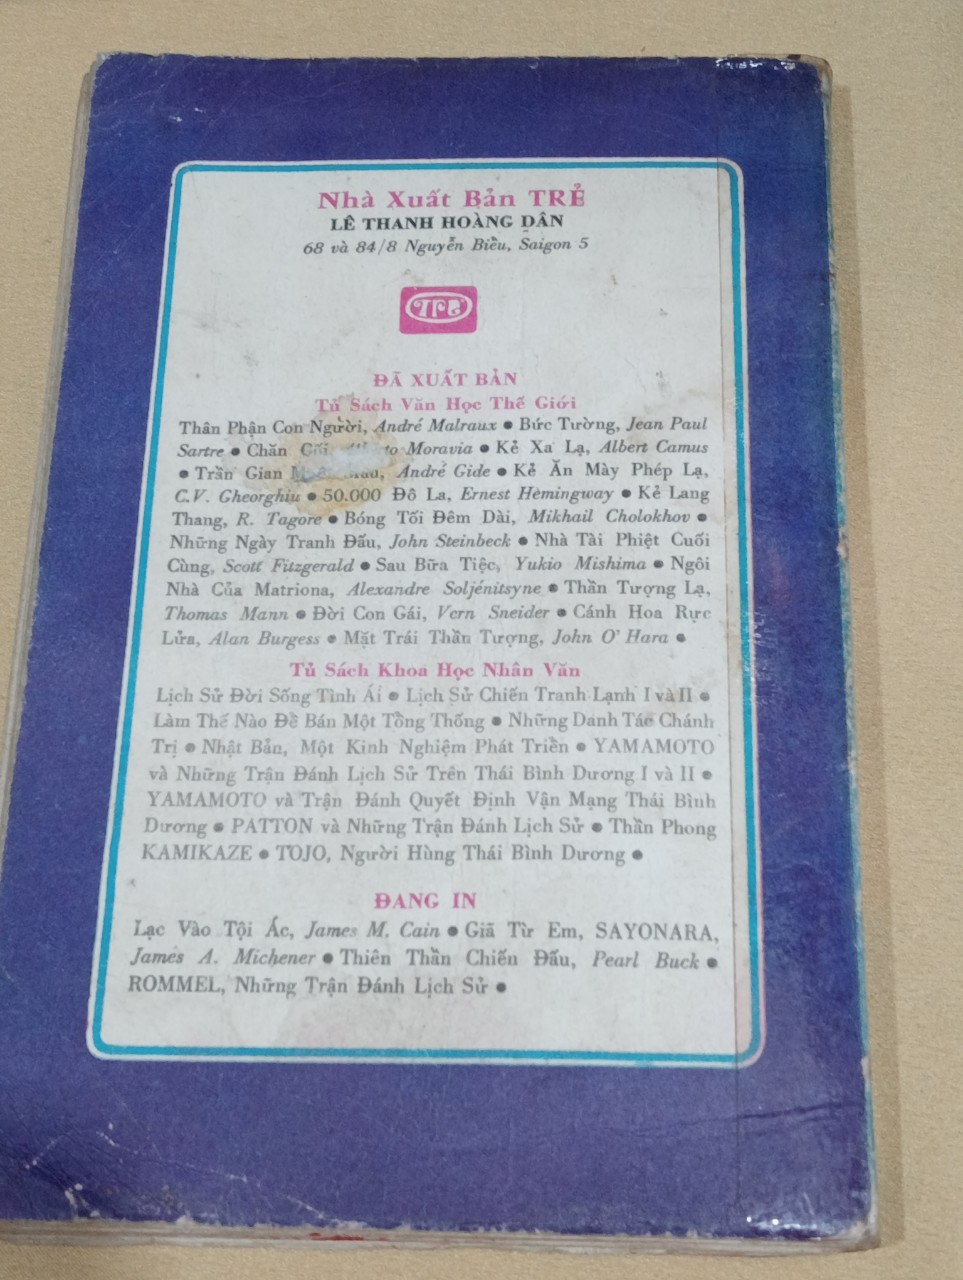 Nhà Xuất Bản TRẺ
LÊ THANH HOÀNG DÂN
68 và 84/8 Nguyễn Biểu, Saigon 5
TRẺ
ĐÃ XUẤT BẢN
Tủ Sách Văn Học Thế Giới
Thân Phận Con Người, André Malraux ● Bức Tường, Jean Paul
Sartre ● Chăn Gối, Moravia ● Kẻ Xa Lạ, Albert Camus
● Trần Gian André Gide ● Kẻ Ăn Mày Phép Lạ,
C.V. Gheorghiu ● 50.000 Đô La, Ernest Hemingway ● Kẻ Lang
Thang, R. Tagore ● Bóng Tối Đêm Dài, Mikhail Cholokhov ●
Những Ngày Tranh Đấu, John Steinbeck ● Nhà Tài Phiệt Cuối
Cùng, Scott Fitzgerald ● Sau Bữa Tiệc, Yukio Mishima ● Ngôi
Nhà Của Matriona, Alexandre Soljénitsyne ● Thần Tượng Lạ,
Thomas Mann ● Đời Con Gái, Vern Sneider ● Cánh Hoa Rực
Lửa, Alan Burgess ● Mặt Trái Thần Tượng, John O' Hara ●
Tủ Sách Khoa Học Nhân Văn
Lịch Sử Đời Sống Tình Ái ● Lịch Sử Chiến Tranh Lạnh I và II ●
Làm Thế Nào Để Bán Một Tổng Thống ● Những Danh Tác Chánh
Trị ● Nhật Bản, Một Kinh Nghiệm Phát Triển ● YAMAMOTO
và Những Trận Đánh Lịch Sử Trên Thái Bình Dương I và II ●
YAMAMOTO và Trận Đánh Quyết Định Vận Mạng Thái Bình
Dương ● PATTON và Những Trận Đánh Lịch Sử ● Thần Phong
KAMIKAZE ● TOJO, Người Hùng Thái Bình Dương ●
ĐANG IN
Lạc Vào Tội Ác, James M. Cain ● Giã Từ Em, SAYONARA,
James A. Michener ● Thiên Thần Chiến Đấu, Pearl Buck ●
ROMMEL, Những Trận Đánh Lịch Sử ●